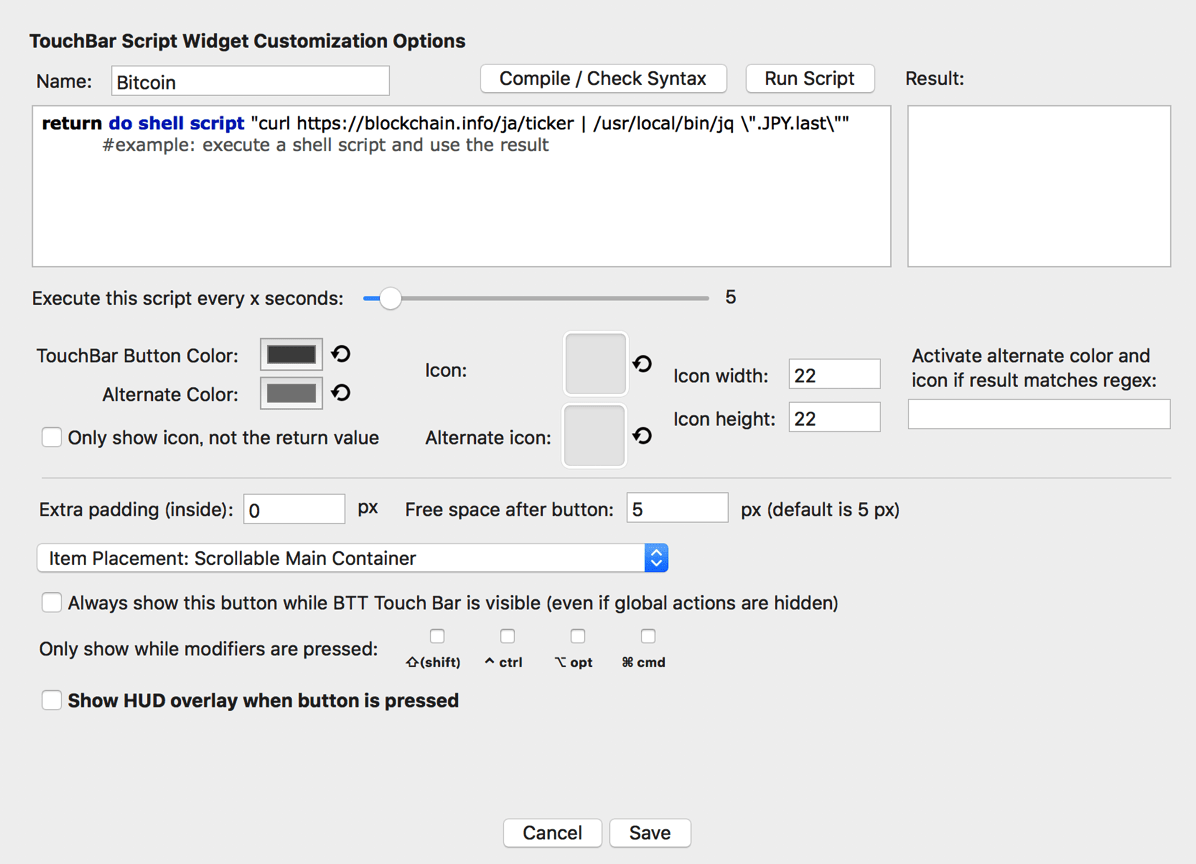 TouchBar Script Widget Customization Options
Name: Bitcoin Compile / Check Syntax Run Script Result:
return do shell script "curl https://blockchain.info/ja/ticker | /usr/local/bin/jq \".JPY.last\""
#example: execute a shell script and use the result
Execute this script every x seconds: 5
TouchBar Button Color:
Alternate Color:
Only show icon, not the return value
Icon:
Alternate icon:
Icon width: 22
Icon height: 22
Activate alternate color and
icon if result matches regex:
Extra padding (inside): 0 px Free space after button: 5 px (default is 5 px)
Item Placement: Scrollable Main Container
Always show this button while BTT Touch Bar is visible (even if global actions are hidden)
Only show while modifiers are pressed: ⇧(shift) ^ ctrl ⌥ opt ⌘ cmd
Show HUD overlay when button is pressed
Cancel Save